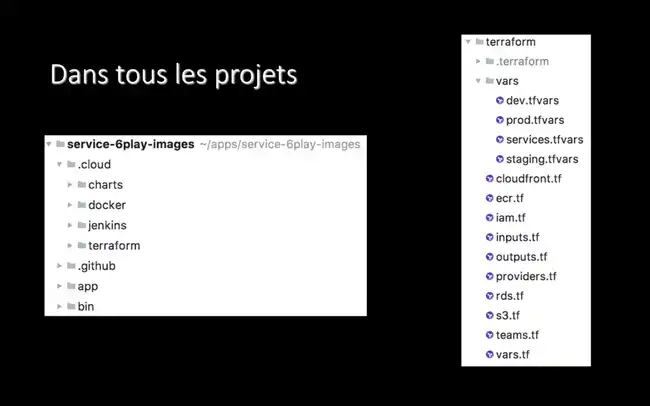 Dans tous les projets
service-6play-images ~/apps/service-6play-images
.cloud
charts
docker
jenkins
terraform
.github
app
bin
terraform
.terraform
vars
dev.tfvars
prod.tfvars
services.tfvars
staging.tfvars
cloudfront.tf
ecr.tf
iam.tf
inputs.tf
outputs.tf
providers.tf
rds.tf
s3.tf
teams.tf
vars.tf